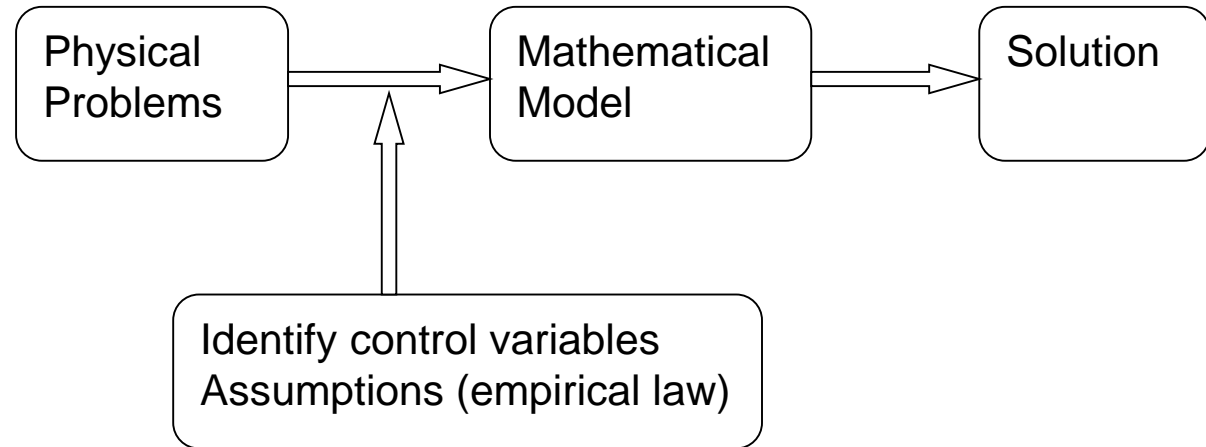 Physical
Problems
Mathematical
Model
Solution
Identify control variables
Assumptions (empirical law)